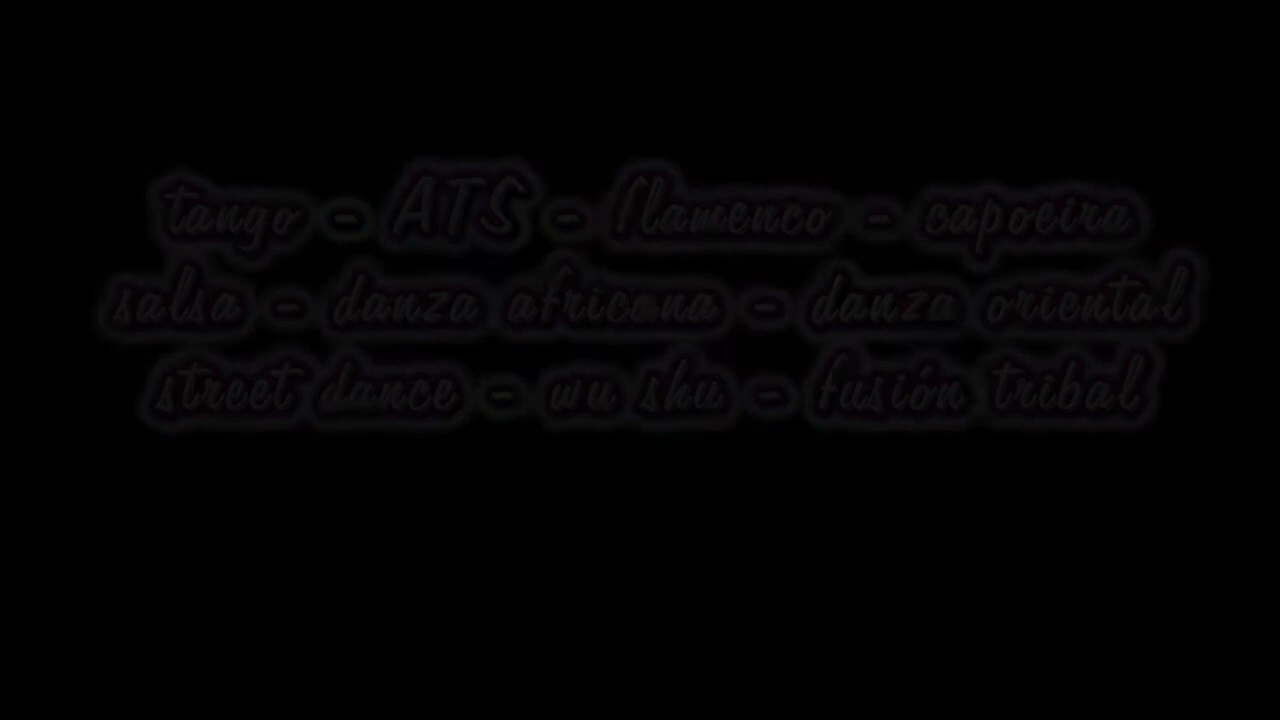 tango - ATS - flamenco - capoeira
salsa - danza africana - danza oriental
street dance - wu shu - fusión tribal